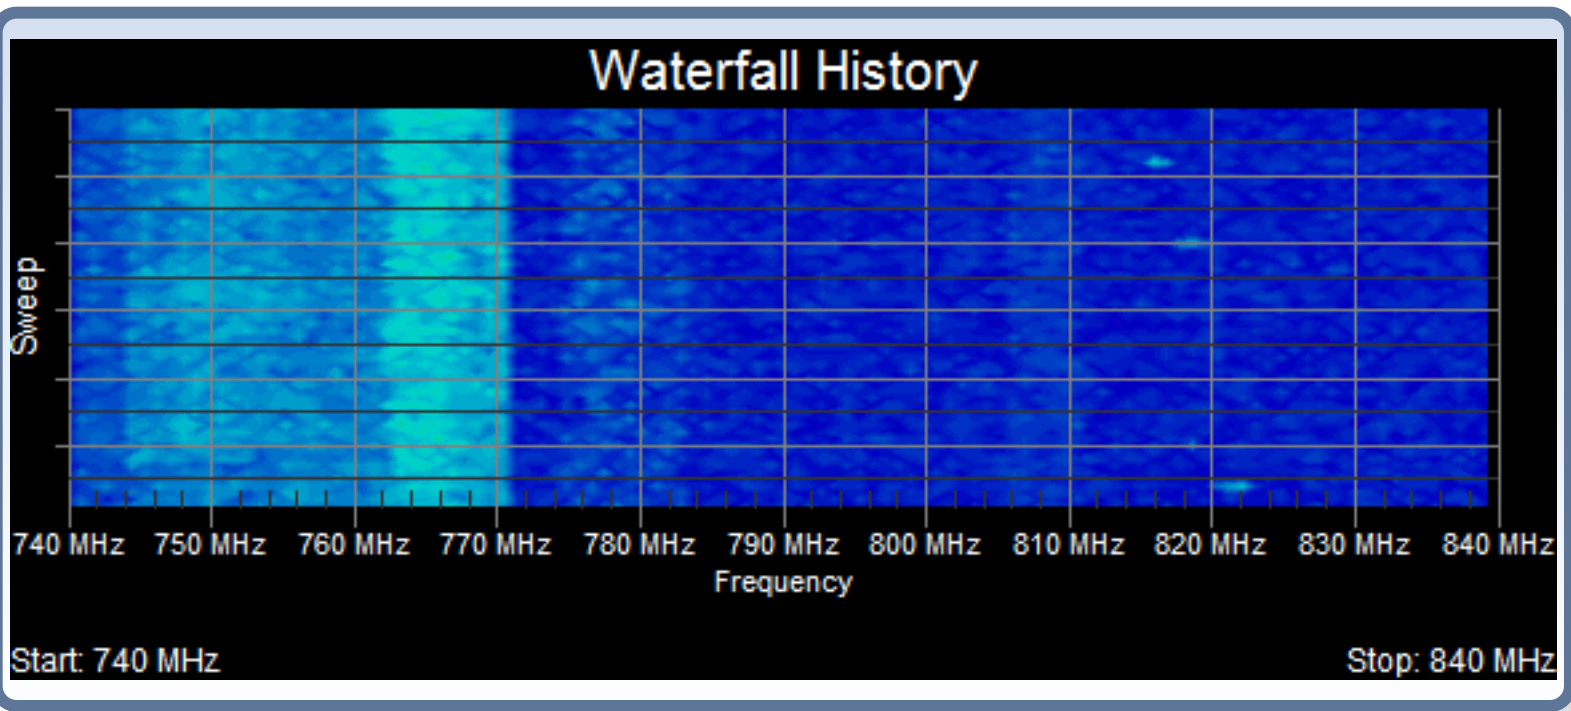 Waterfall History
Sweep
740 MHz 750 MHz 760 MHz 770 MHz 780 MHz 790 MHz 800 MHz 810 MHz 820 MHz 830 MHz 840 MHz
Frequency
Start: 740 MHz
Stop: 840 MHz